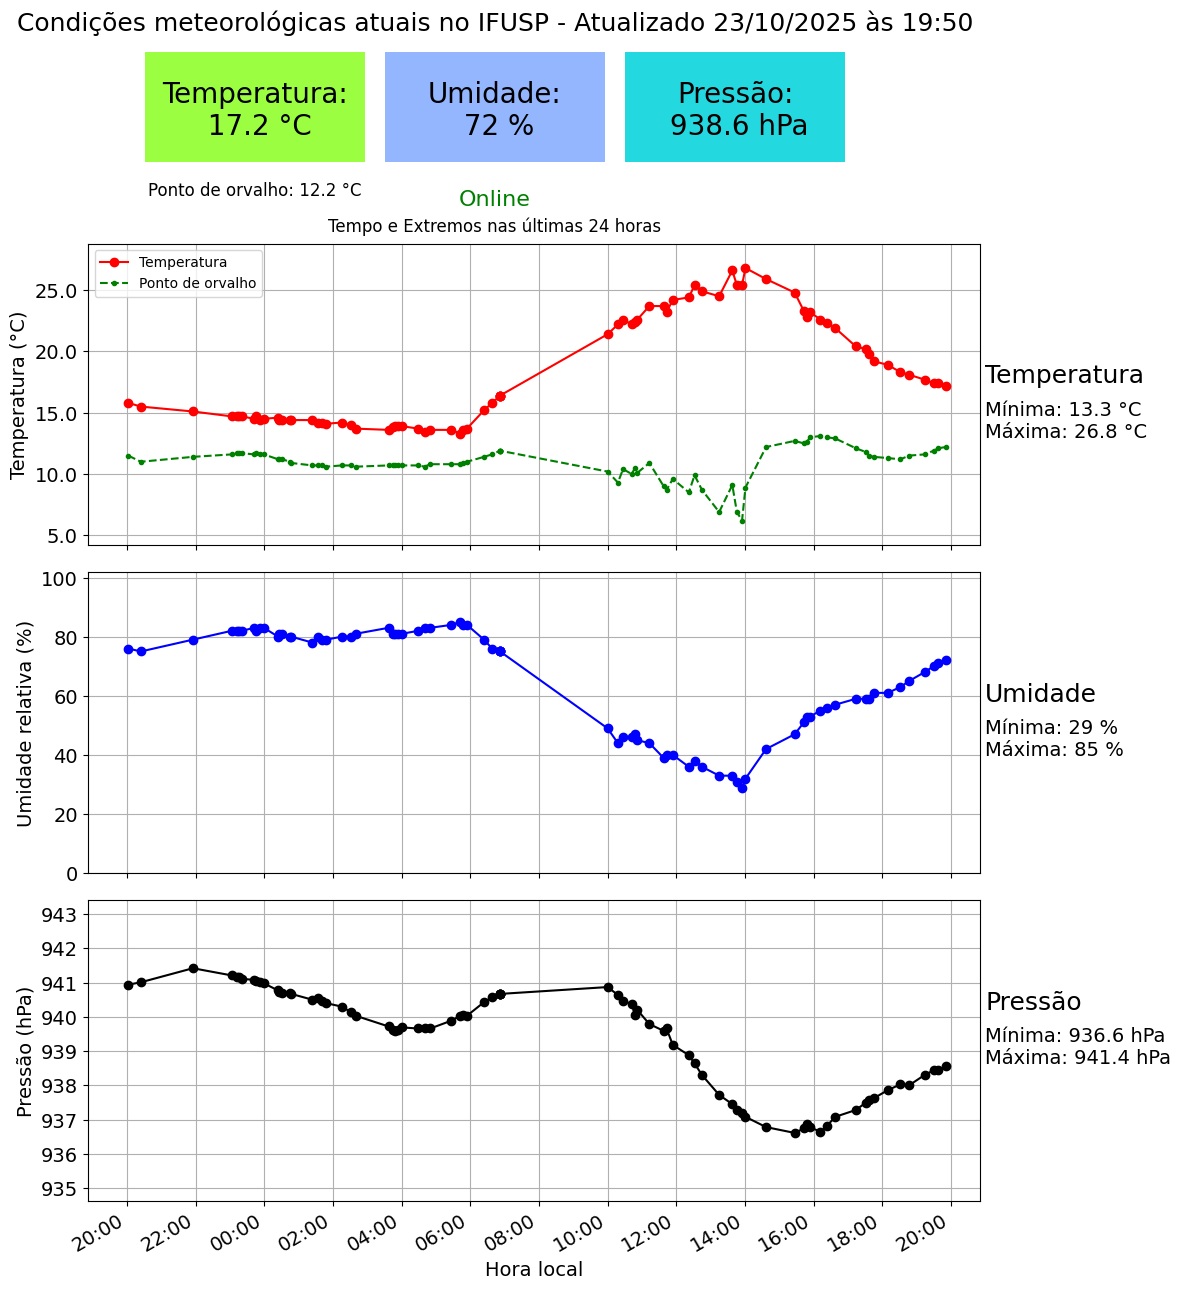 Condições meteorológicas atuais no IFUSP - Atualizado 23/10/2025 às 19:50
Temperatura:
17.2 °C
Umidade:
72 %
Pressão:
938.6 hPa
Ponto de orvalho: 12.2 °C
Online
Tempo e Extremos nas últimas 24 horas
Temperatura
Ponto de orvalho
Temperatura (°C)
25.0
20.0
15.0
10.0
5.0
Temperatura
Mínima: 13.3 °C
Máxima: 26.8 °C
Umidade relativa (%)
100
80
60
40
20
0
Umidade
Mínima: 29 %
Máxima: 85 %
Pressão (hPa)
943
942
941
940
939
938
937
936
935
Pressão
Mínima: 936.6 hPa
Máxima: 941.4 hPa
20:00
22:00
00:00
02:00
04:00
06:00
08:00
10:00
12:00
14:00
16:00
18:00
20:00
Hora local